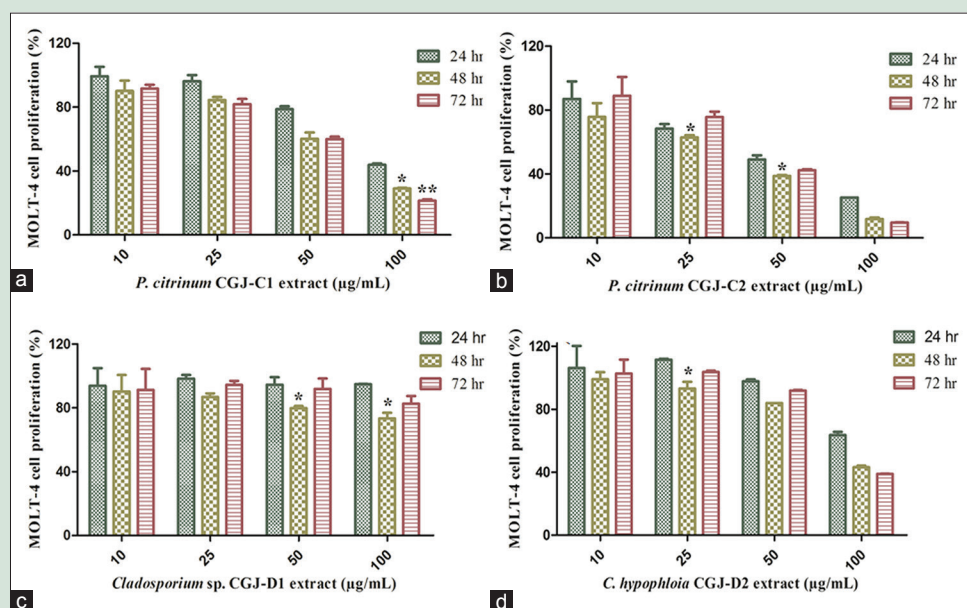 MOLT-4 cell proliferation (%)
120
80
40
0
24 hr
48 hr
72 hr
*
**
10
25
50
100
P. citrinum CGJ-C1 extract (µg/mL)
a
MOLT-4 cell proliferation (%)
120
80
40
0
24 hr
48 hr
72 hr
*
*
10
25
50
100
P. citrinum CGJ-C2 extract (µg/mL)
b
MOLT-4 cell proliferation (%)
120
80
40
0
24 hr
48 hr
72 hr
*
*
10
25
50
100
Cladosporium sp. CGJ-D1 extract (µg/mL)
c
MOLT-4 cell proliferation (%)
120
80
40
0
24 hr
48 hr
72 hr
*
10
25
50
100
C. hypophloia CGJ-D2 extract (µg/mL)
d